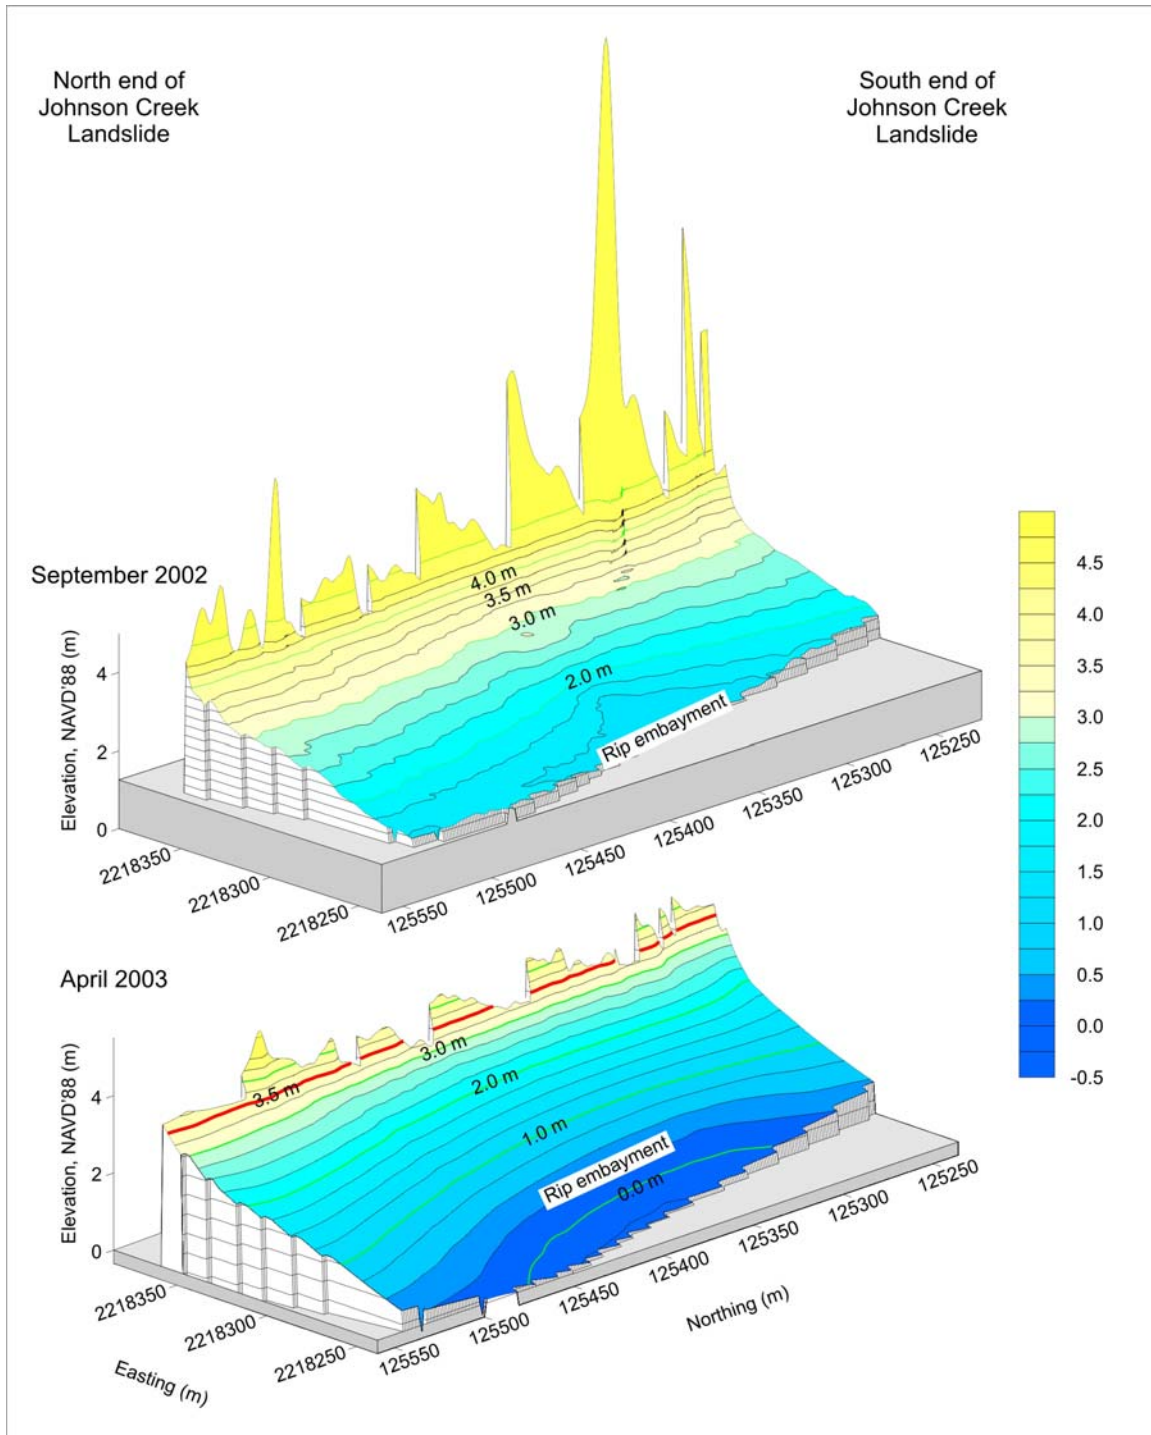 North end of
Johnson Creek
Landslide
South end of
Johnson Creek
Landslide
September 2002
4.0 m
3.5 m
3.0 m
2.0 m
Rip embayment
Elevation, NAVD'88 (m)
4
2
0
2218350
2218300
2218250
125550
125500
125450
125400
125350
125300
125250
4.5
4.0
3.5
3.0
2.5
2.0
1.5
1.0
0.5
0.0
-0.5
April 2003
3.5 m
3.0 m
2.0 m
1.0 m
Rip embayment
0.0 m
Elevation, NAVD'88 (m)
4
2
0
2218350
2218300
2218250
Easting (m)
125550
125500
125450
125400
125350
125300
125250
Northing (m)